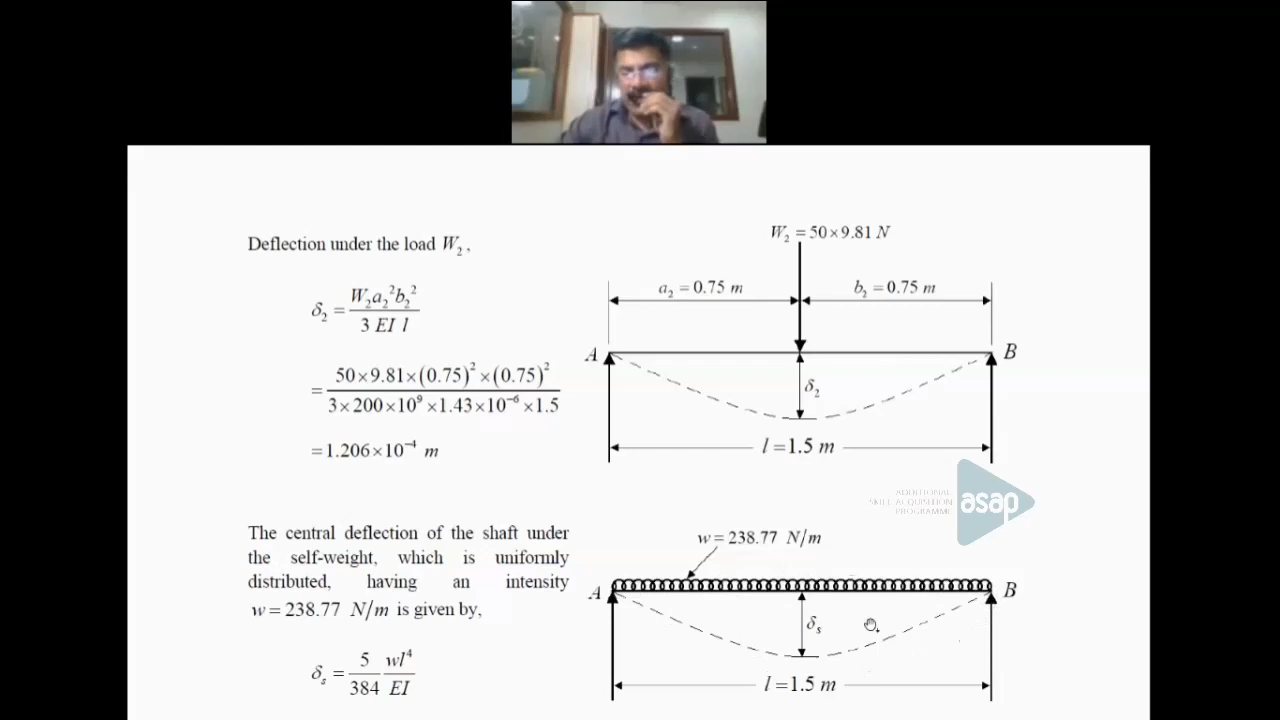 Deflection under the load W₂,
δ₂ = W₂a₂²b₂² / 3 EI l
= 50×9.81×(0.75)²×(0.75)² / 3×200×10⁹×1.43×10⁻⁶×1.5
=1.206×10⁻⁴ m
W₂ = 50×9.81 N
a₂ = 0.75 m
b₂ = 0.75 m
A
B
δ₂
l = 1.5 m
ADDITIONAL
SKILL ACQUISITION
PROGRAMME
asap
The central deflection of the shaft under
the self-weight, which is uniformly
distributed, having an intensity
w = 238.77 N/m is given by,
δₛ = 5/384 wl⁴/EI
w = 238.77 N/m
A
B
δₛ
l = 1.5 m